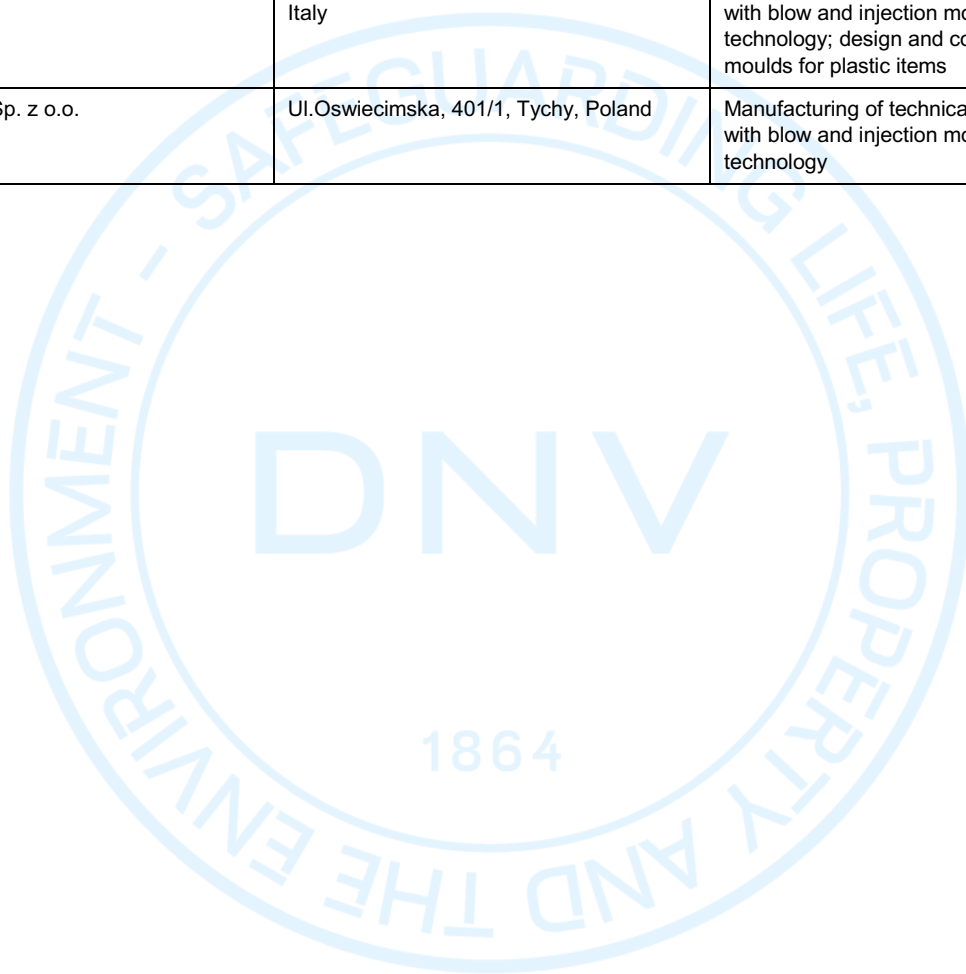 Italy
with blow and injection mo
technology; design and co
moulds for plastic items
Sp. z o.o.
Ul.Oswiecimska, 401/1, Tychy, Poland
Manufacturing of technica
with blow and injection mo
technology
SAFEGUARDING LIFE, PROPERTY AND THE ENVIRONMENT -
DNV
1864